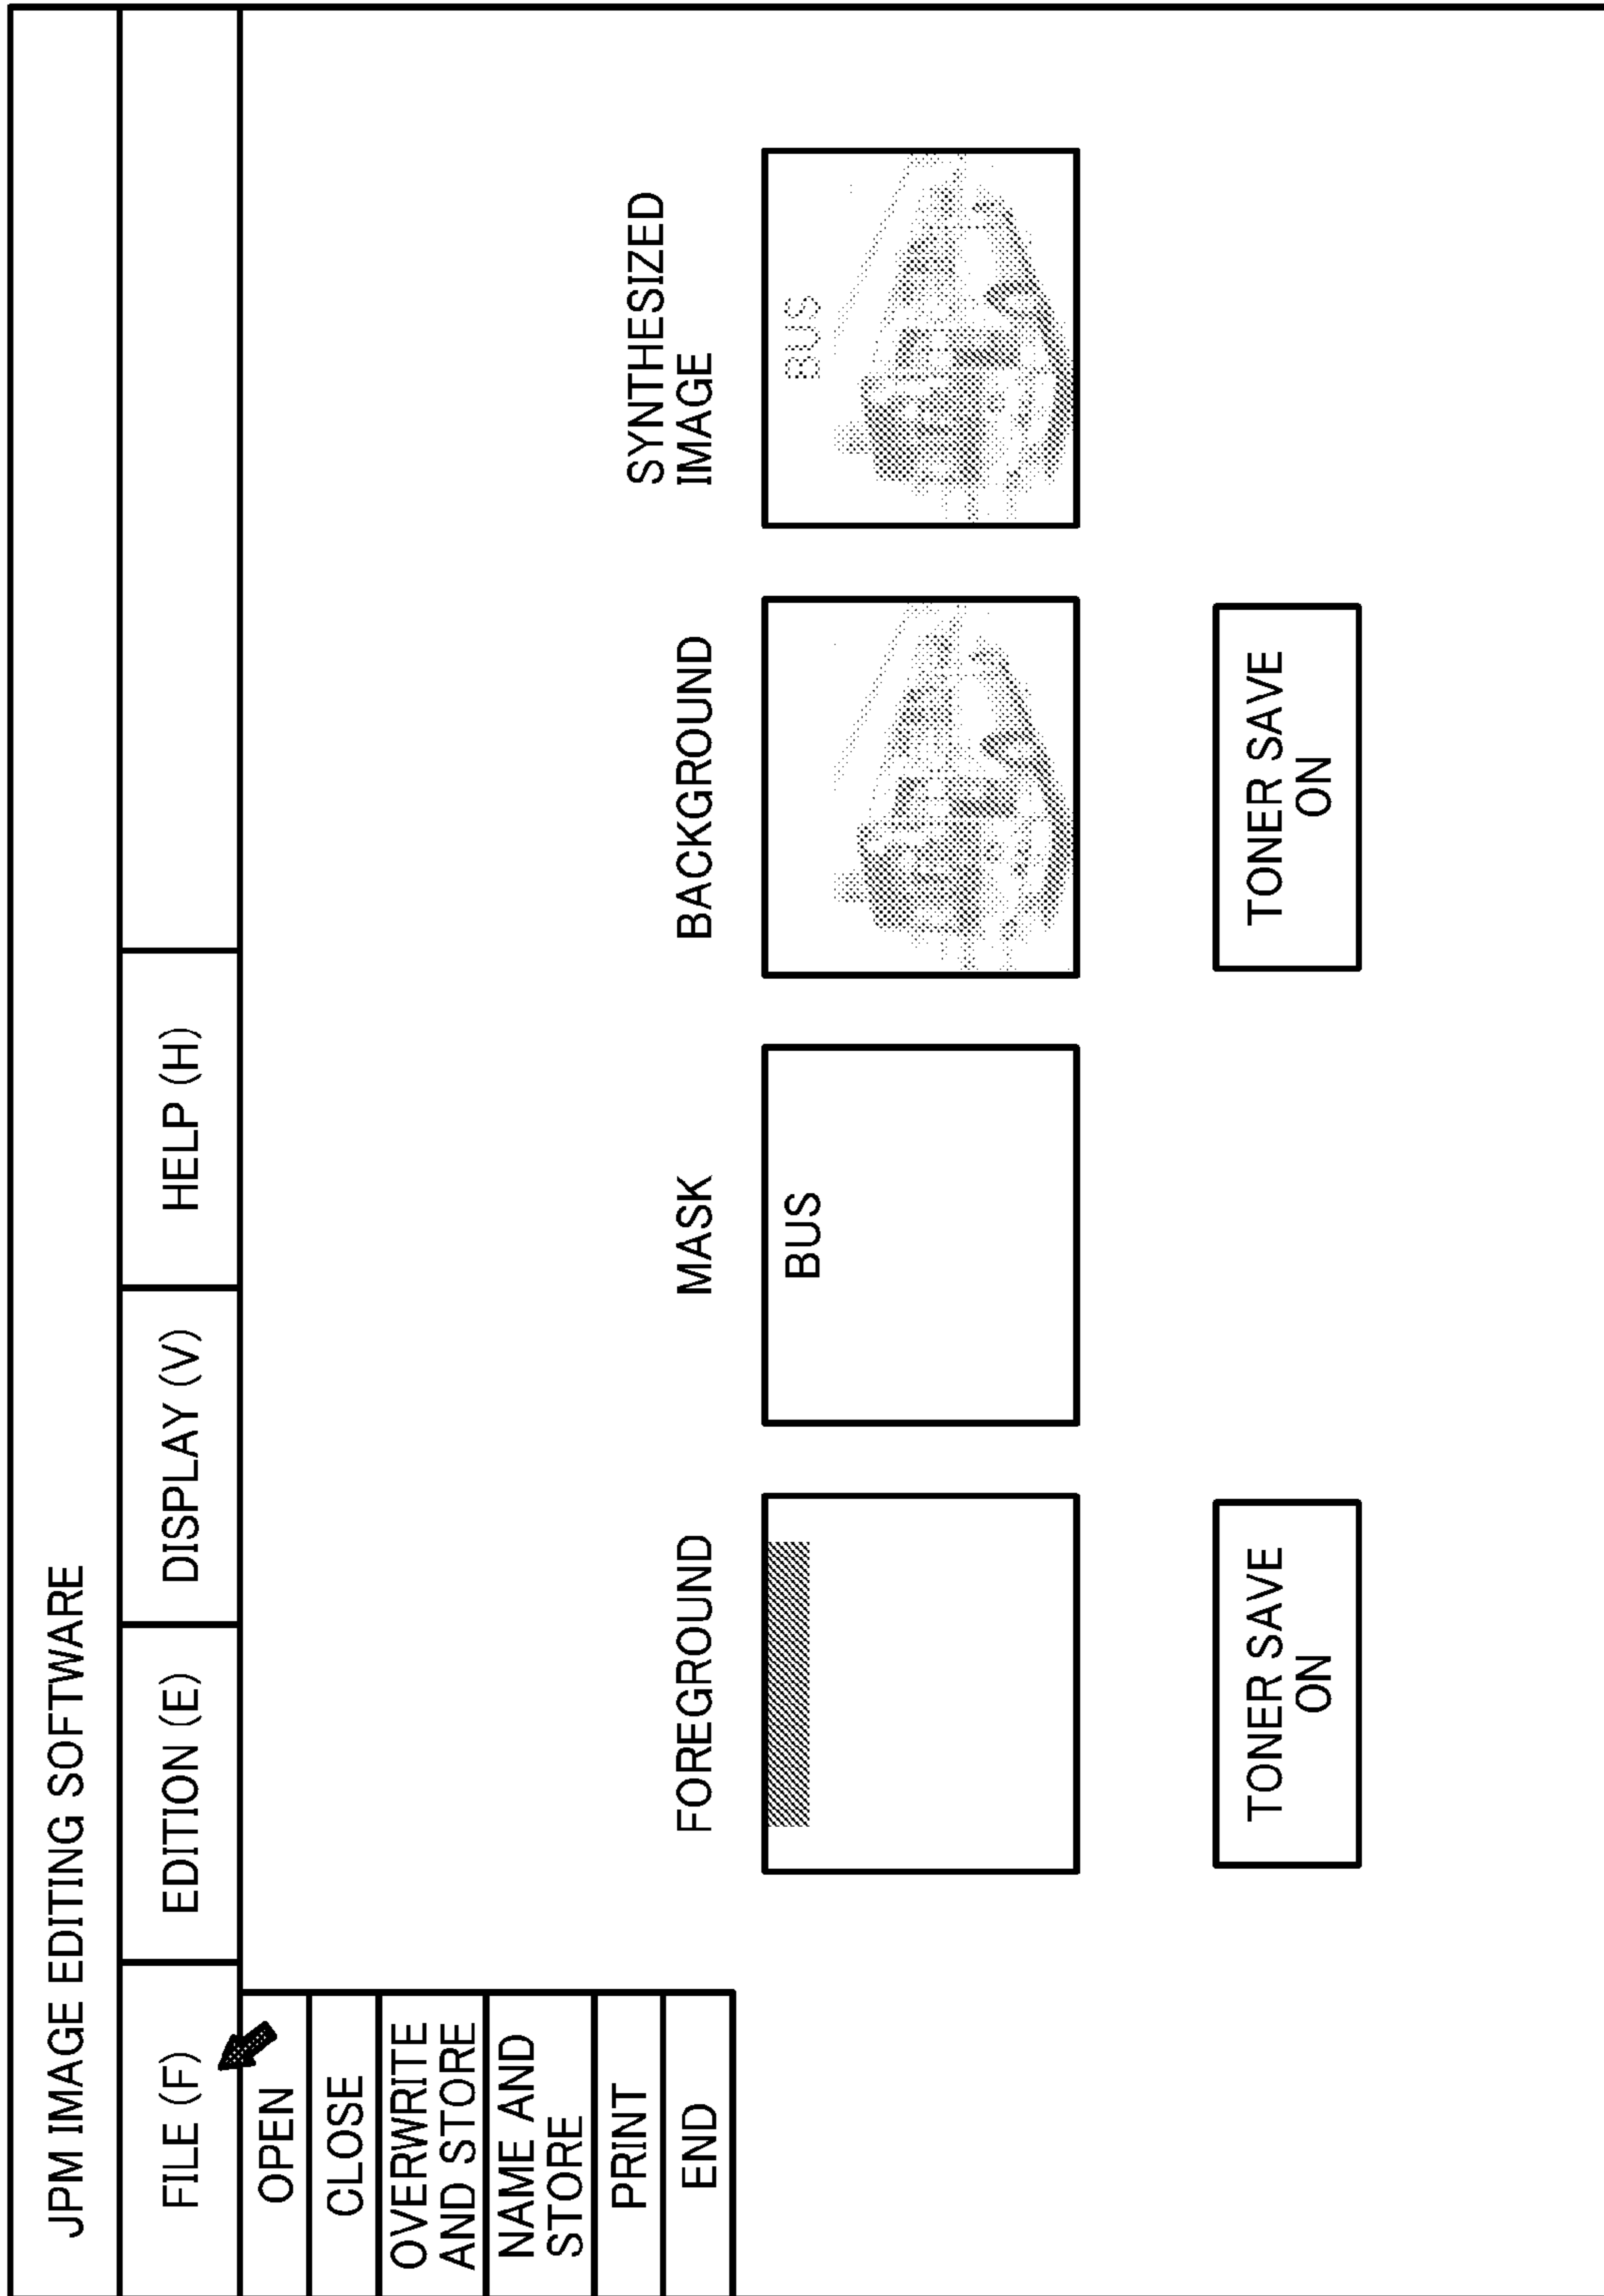 JPM IMAGE EDITING SOFTWARE
FILE (F)
EDITION (E)
DISPLAY (V)
HELP (H)
OPEN
CLOSE
OVERWRITE
AND STORE
NAME AND
STORE
PRINT
END
FOREGROUND
MASK
BACKGROUND
SYNTHESIZED
IMAGE
BUS
BUS
TONER SAVE
ON
TONER SAVE
ON